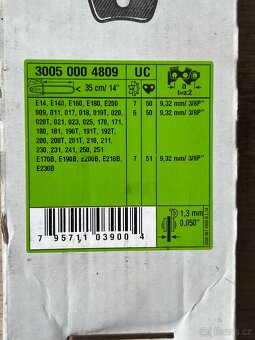 3005 000 4809 UC
< 35 cm/ 14"
a
t=a:2
E14, E140, E160, E180, E200 7 50 9,32 mm/ 3/8P"
009, 011, 017, 018, 019T, 020, 6 50 9,32 mm/ 3/8P"
020T, 021, 023, 025, 170, 171,
180, 181, 190T, 191T, 192T,
200, 200T, 201T, 210, 211,
230, 231, 241, 250, 251
E170B, E190B, E200B, E210B, 7 51 9,32 mm/ 3/8P"
E230B
1,3 mm
0,050"
7 95711 03900 4
bazos.cz